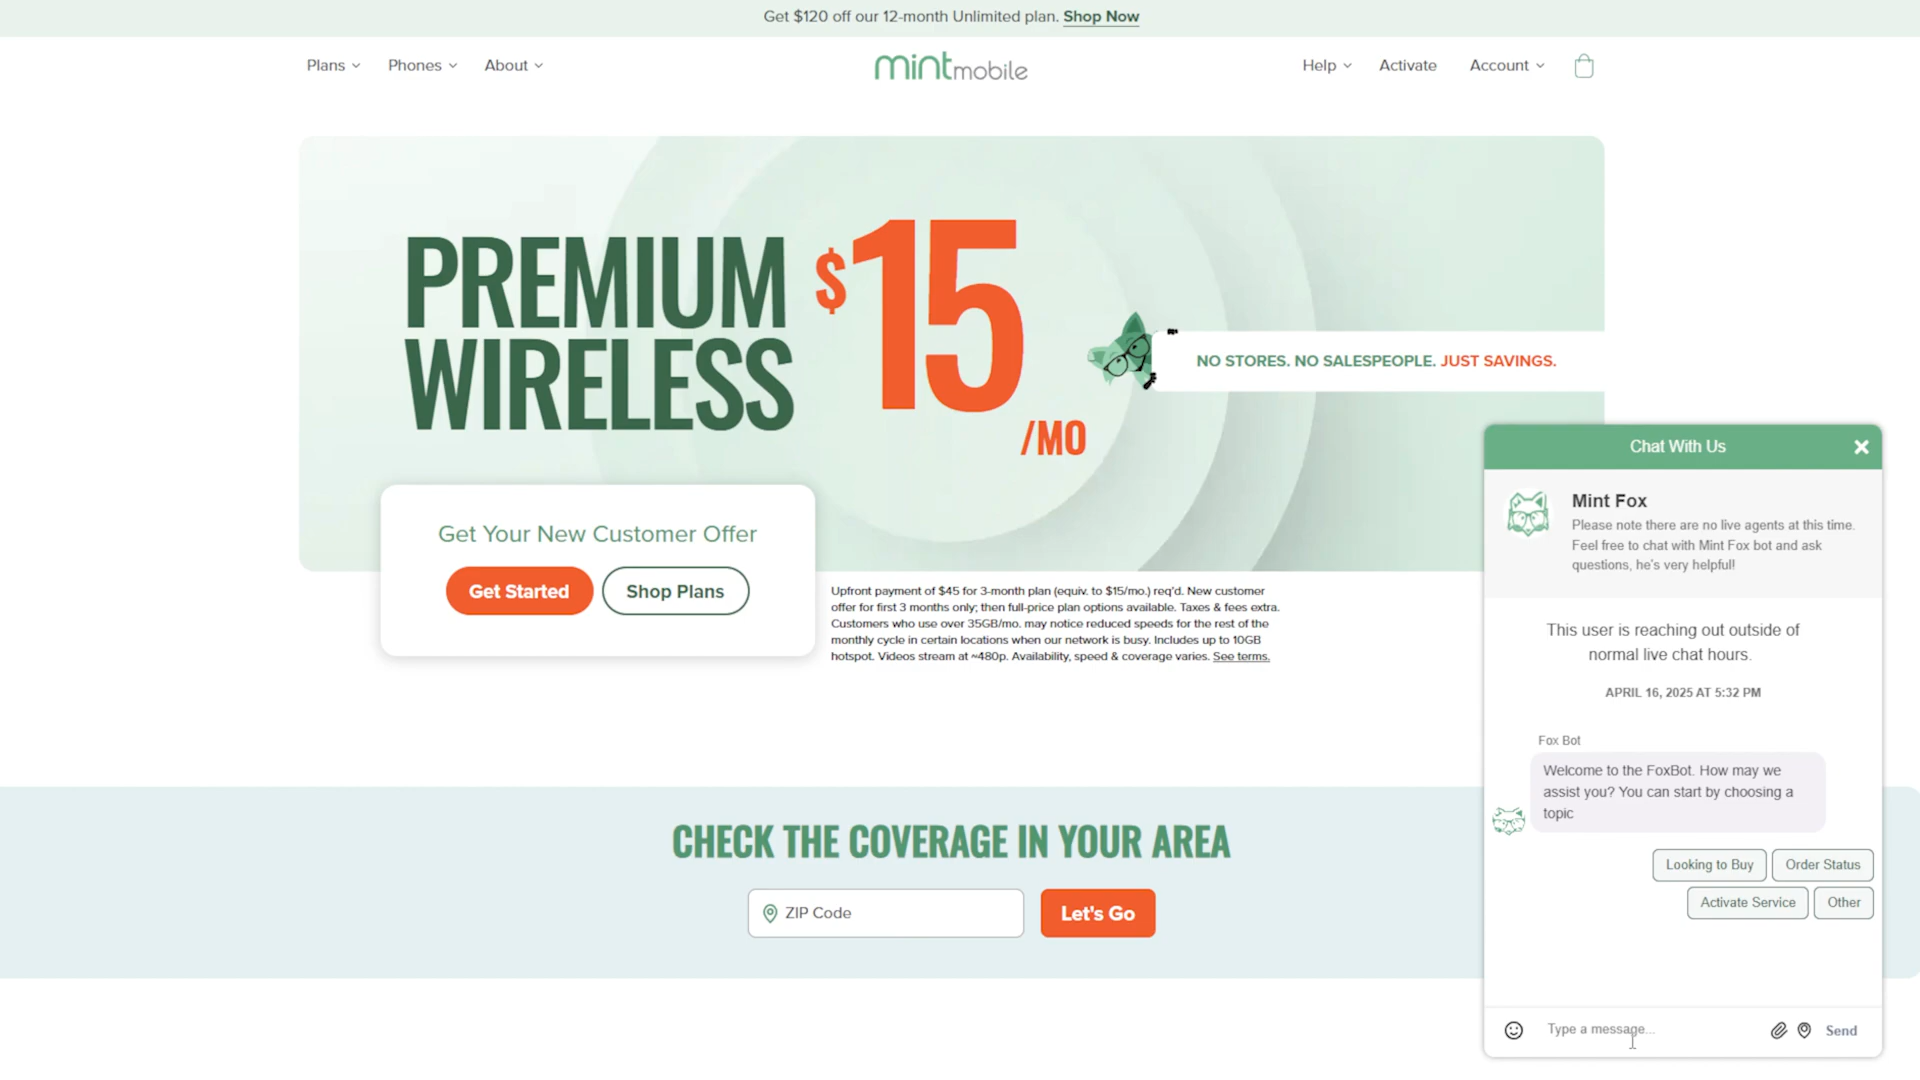 Get $120 off our 12-month Unlimited plan. Shop Now
Plans
Phones
About
mintmobile
Help
Activate
Account
PREMIUM
WIRELESS
$15
/MO
NO STORES. NO SALESPEOPLE. JUST SAVINGS.
Get Your New Customer Offer
Get Started
Shop Plans
Upfront payment of $45 for 3-month plan (equiv. to $15/mo.) req'd. New customer
offer for first 3 months only; then full-price plan options available. Taxes & fees extra.
Customers who use over 35GB/mo. may notice reduced speeds for the rest of the
monthly cycle in certain locations when our network is busy. Includes up to 10GB
hotspot. Videos stream at ~480p. Availability, speed & coverage varies. See terms.
CHECK THE COVERAGE IN YOUR AREA
ZIP Code
Let's Go
Chat With Us
Mint Fox
Please note there are no live agents at this time.
Feel free to chat with Mint Fox bot and ask
questions, he's very helpful!
This user is reaching out outside of
normal live chat hours.
APRIL 16, 2025 AT 5:32 PM
Fox Bot
Welcome to the FoxBot. How may we
assist you? You can start by choosing a
topic
Looking to Buy
Order Status
Activate Service
Other
Type a message...
Send